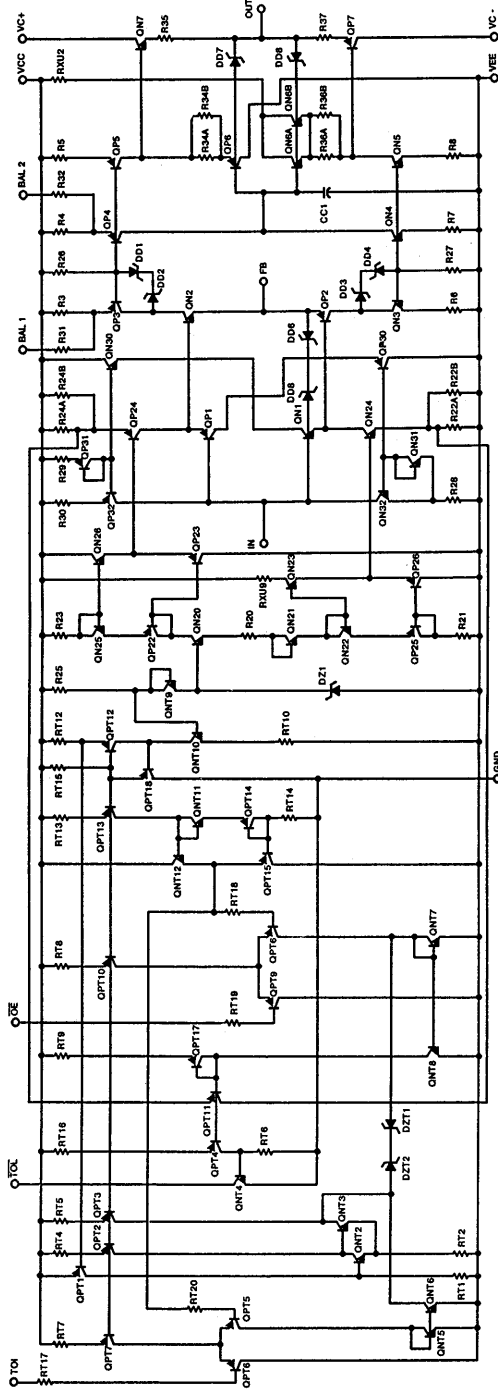 TOI
TOL
OE
BAL 1
BAL 2
VCC
VC+
OUT
RT17
RT7
RT4
RT5
RT16
RT9
RT8
RT13
RT15
RT12
R25
R23
R30
R29
R24A
R24B
R31
R3
R26
R4
R32
R5
RXU2
R35
QPT1
QPT7
QPT2
QPT3
QPT17
QPT10
QPT13
QPT12
QPT18
QNT9
QN25
QN26
QP32
QP31
QP24
QN30
QP3
QP4
QP5
QN7
DD1
DD2
DD7
R34A
R34B
QP6
RT20
QPT6
QPT5
QPT4
QPT11
RT19
QPT9
QPT6
RT18
QNT12
QNT11
QPT14
QPT15
RT14
QNT10
RT10
QP22
QN20
QP23
R20
RXU9
QN21
QN23
QN22
DZ1
IN
QP1
QN1
QN2
FB
DD8
DD6
QP2
CC1
QN6A
QN6B
DD8
R36A
R36B
R37
QNT4
RT6
QNT3
QNT2
QNT5
QNT6
RT1
RT2
DZT2
DZT1
QNT8
QNT7
QP25
QP26
R21
QN32
QN31
R28
QN24
QP30
R22A
R22B
DD3
DD4
QN3
QN4
QN5
QP7
R6
R27
R7
R8
GND
VEE
VC -